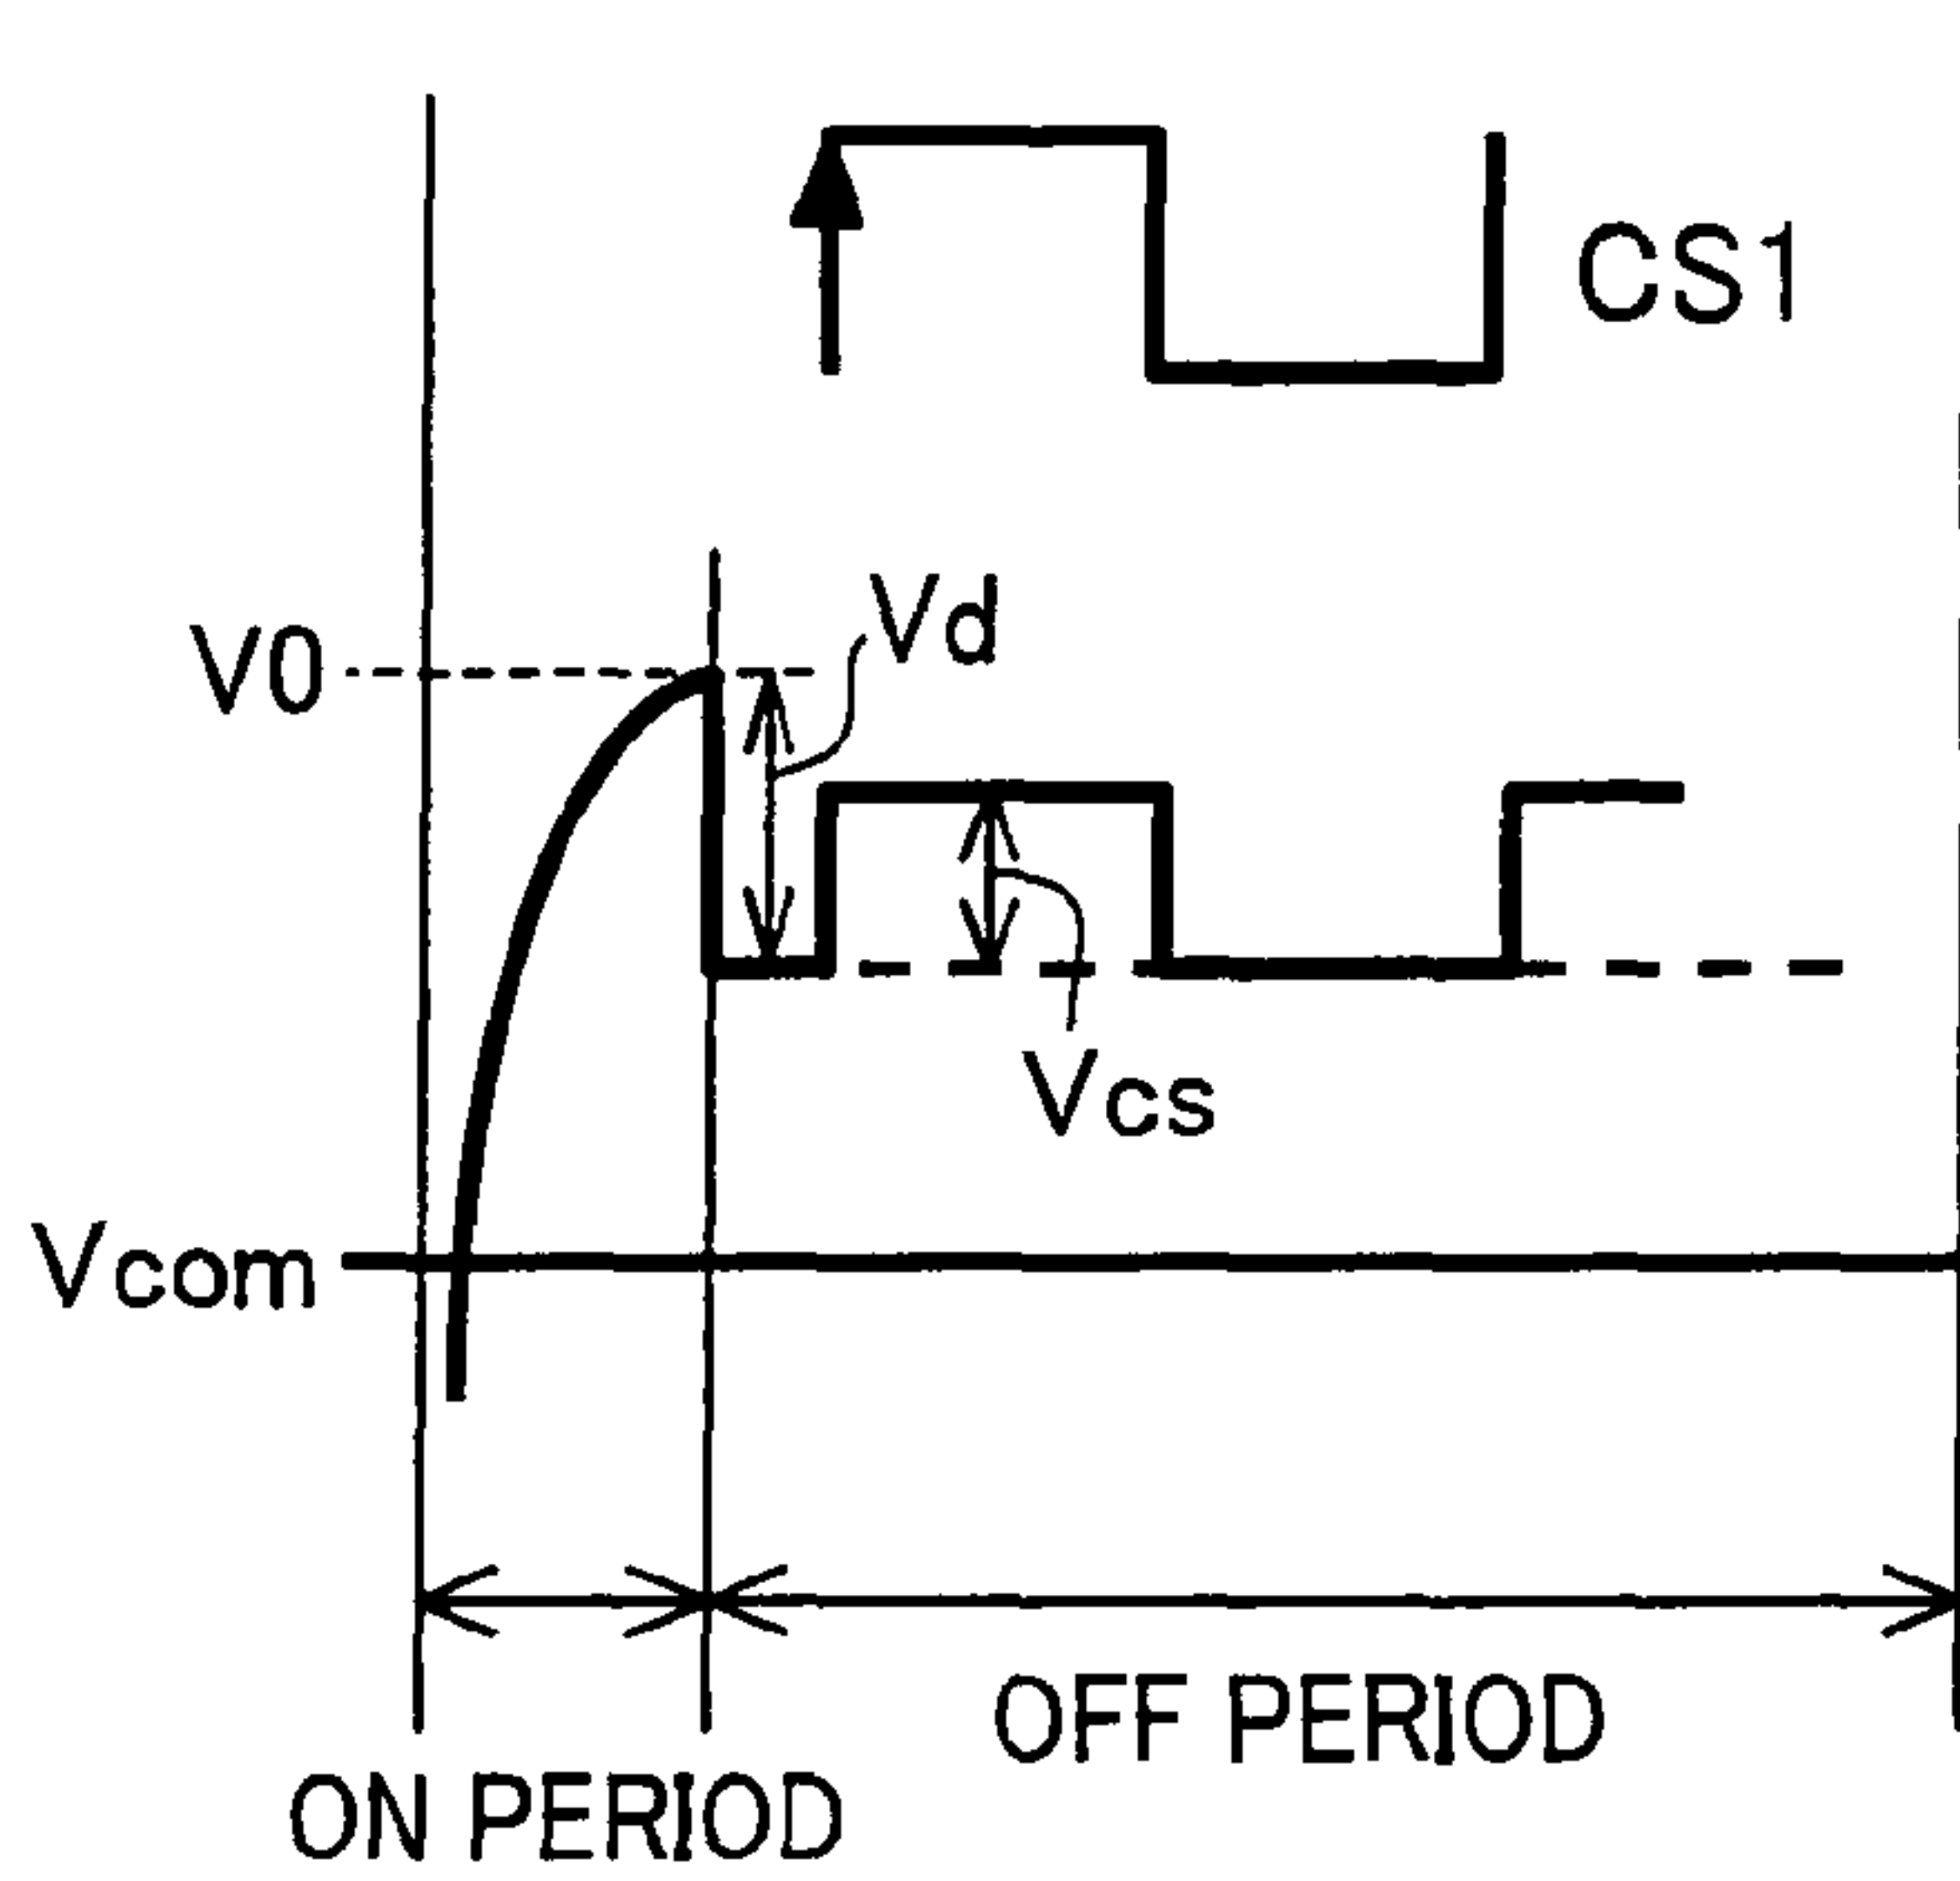 CS1
Vd
V0
Vcs
Vcom
OFF PERIOD
ON PERIOD